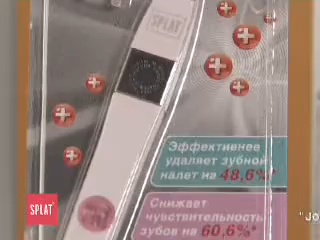 SPLAT
Эффективнее
удаляет зубной
налет на 48,6%*
Снижает
чувствительность
зубов на 60,6%*
SPLAT
"Jo